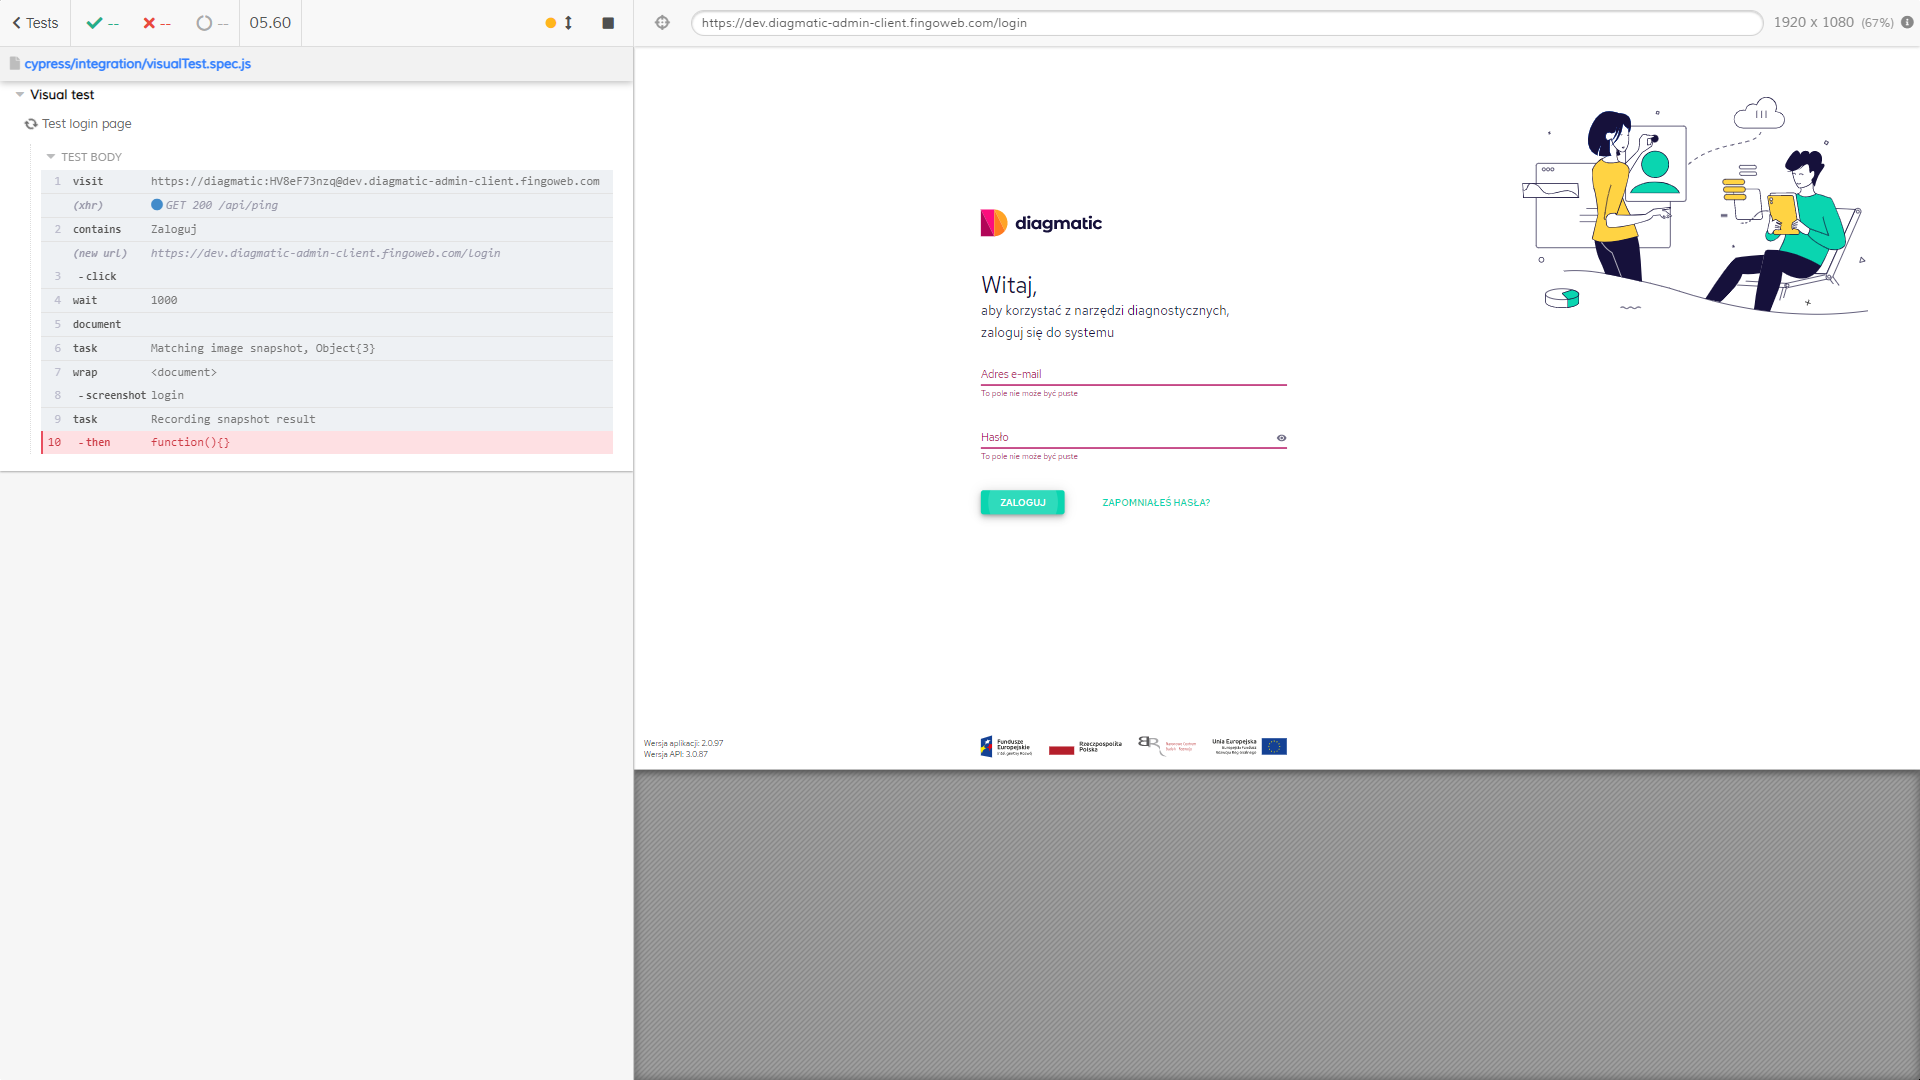 Tests
--
--
--
05.60
cypress/integration/visualTest.spec.js
Visual test
Test login page
TEST BODY
1 visit https://diagmatic:HV8eF73nzq@dev.diagmatic-admin-client.fingoweb.com
(xhr) GET 200 /api/ping
2 contains Zaloguj
(new url) https://dev.diagmatic-admin-client.fingoweb.com/login
3 -click
4 wait 1000
5 document
6 task Matching image snapshot, Object{3}
7 wrap <document>
8 -screenshot login
9 task Recording snapshot result
10 -then function(){}
https://dev.diagmatic-admin-client.fingoweb.com/login
1920 x 1080 (67%)
diagmatic
Witaj,
aby korzystać z narzędzi diagnostycznych,
zaloguj się do systemu
Adres e-mail
To pole nie może być puste
Hasło
To pole nie może być puste
ZALOGUJ
ZAPOMNIAŁEŚ HASŁA?
Wersja aplikacji: 2.0.97
Wersja API: 3.0.87
Fundusze
Europejskie
Rzeczpospolita
Polska
Unia Europejska